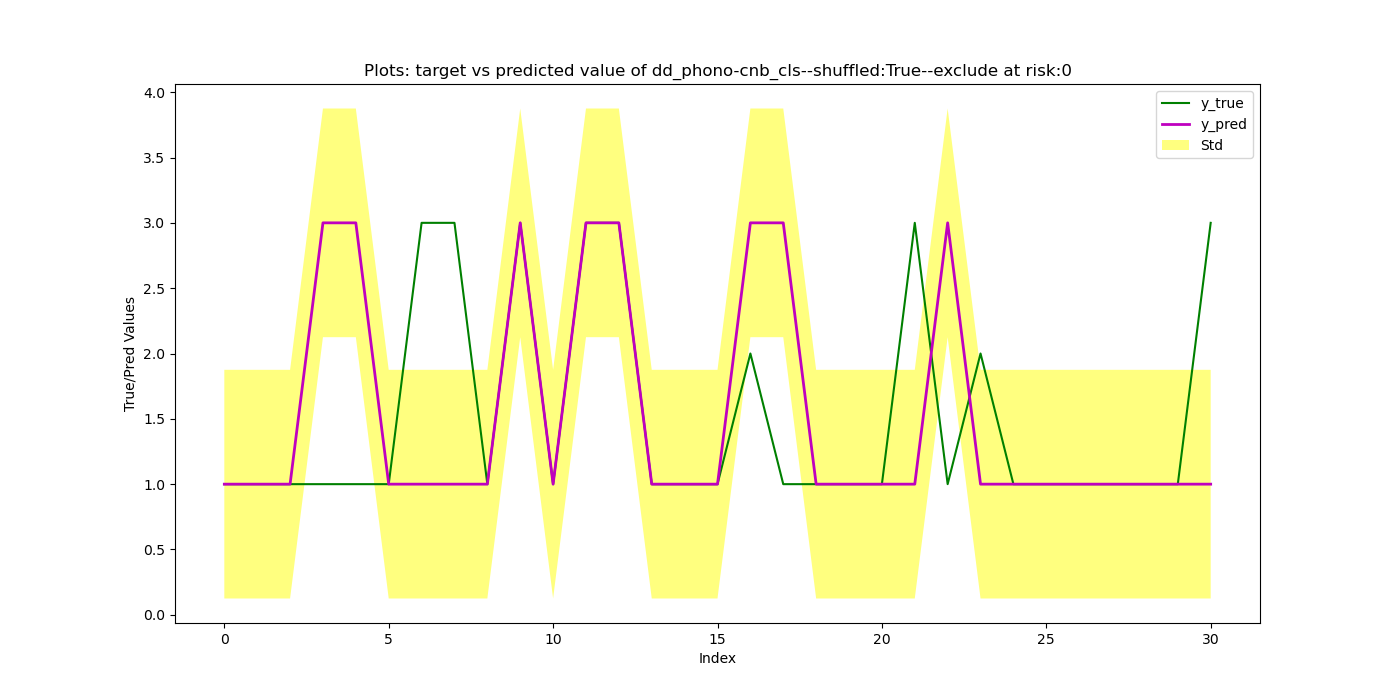 Plots: target vs predicted value of dd_phono-cnb_cls--shuffled:True--exclude at risk:0
y_true
y_pred
Std
True/Pred Values
4.0
3.5
3.0
2.5
2.0
1.5
1.0
0.5
0.0
0 5 10 15 20 25 30
Index